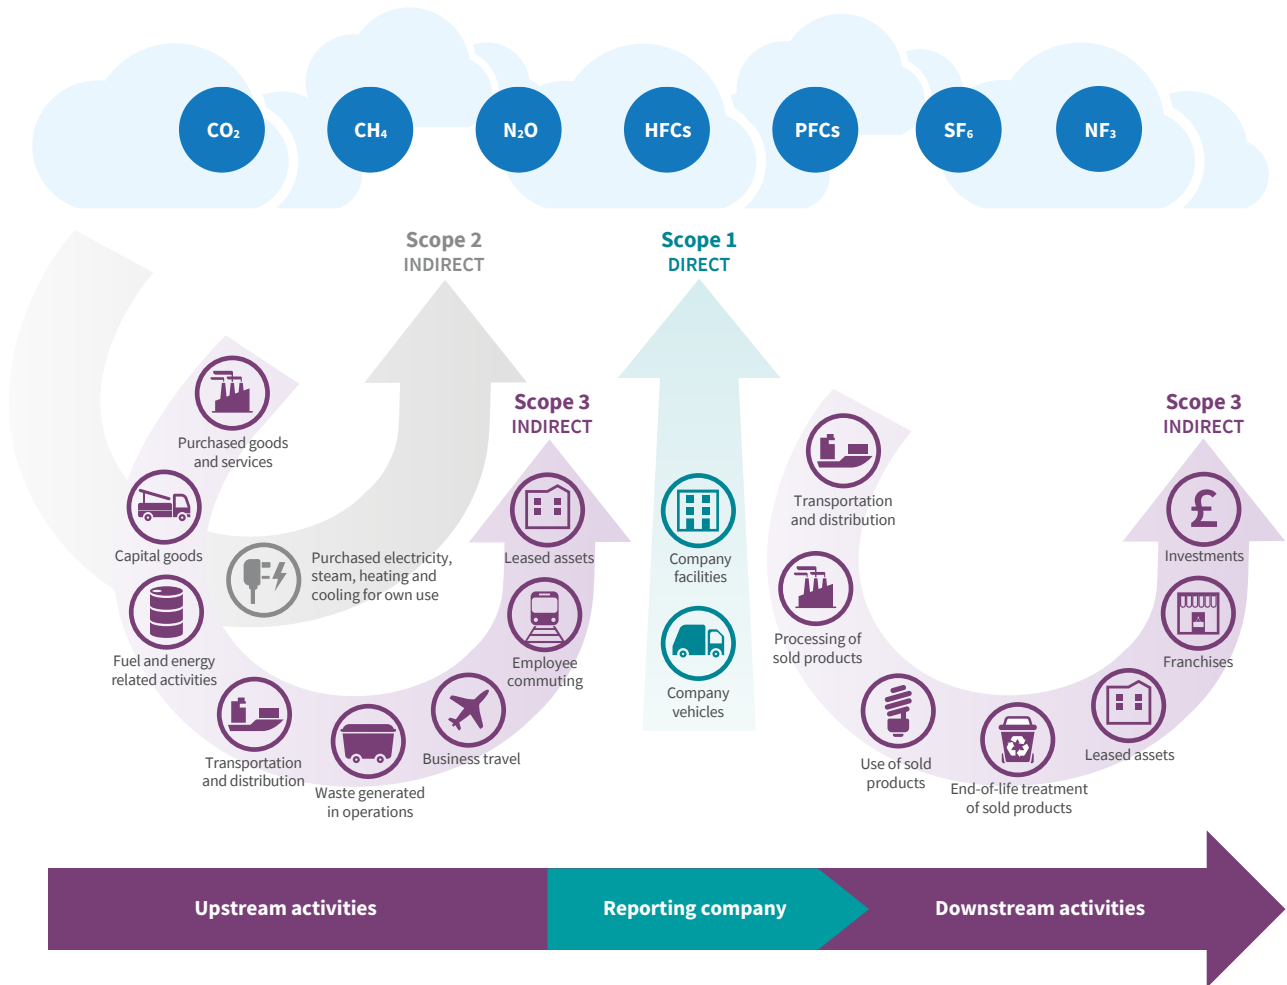 CO₂
CH₄
N₂O
HFCs
PFCs
SF₆
NF₃
Scope 2
INDIRECT
Scope 1
DIRECT
Scope 3
INDIRECT
Scope 3
INDIRECT
Purchased goods
and services
Capital goods
Fuel and energy
related activities
Transportation
and distribution
Waste generated
in operations
Business travel
Employee
commuting
Leased assets
Purchased electricity,
steam, heating and
cooling for own use
Company
facilities
Company
vehicles
Transportation
and distribution
Processing of
sold products
Use of sold
products
End-of-life treatment
of sold products
Leased assets
Franchises
£
Investments
Upstream activities
Reporting company
Downstream activities